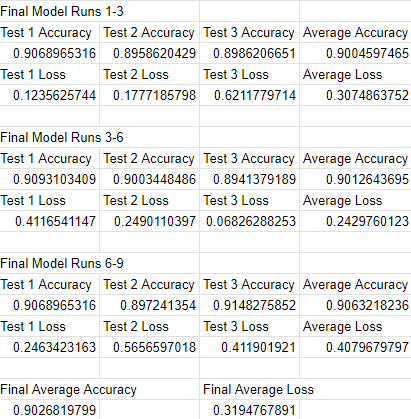 Final Model Runs 1-3
Test 1 Accuracy Test 2 Accuracy Test 3 Accuracy Average Accuracy
0.9068965316 0.8958620429 0.8986206651 0.9004597465
Test 1 Loss Test 2 Loss Test 3 Loss Average Loss
0.1235625744 0.1777185798 0.6211779714 0.3074863752
Final Model Runs 3-6
Test 1 Accuracy Test 2 Accuracy Test 3 Accuracy Average Accuracy
0.9093103409 0.9003448486 0.8941379189 0.9012643695
Test 1 Loss Test 2 Loss Test 3 Loss Average Loss
0.4116541147 0.2490110397 0.06826288253 0.2429760123
Final Model Runs 6-9
Test 1 Accuracy Test 2 Accuracy Test 3 Accuracy Average Accuracy
0.9068965316 0.897241354 0.9148275852 0.9063218236
Test 1 Loss Test 2 Loss Test 3 Loss Average Loss
0.2463423163 0.5656597018 0.411901921 0.4079679797
Final Average Accuracy Final Average Loss
0.9026819799 0.3194767891